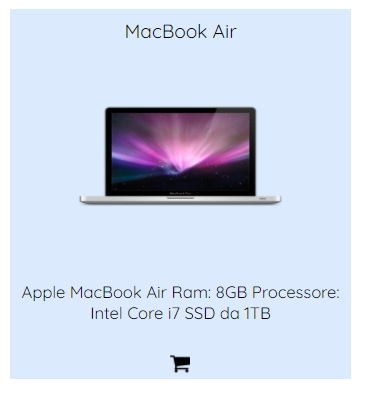 MacBook Air
Apple MacBook Air Ram: 8GB Processore:
Intel Core i7 SSD da 1TB